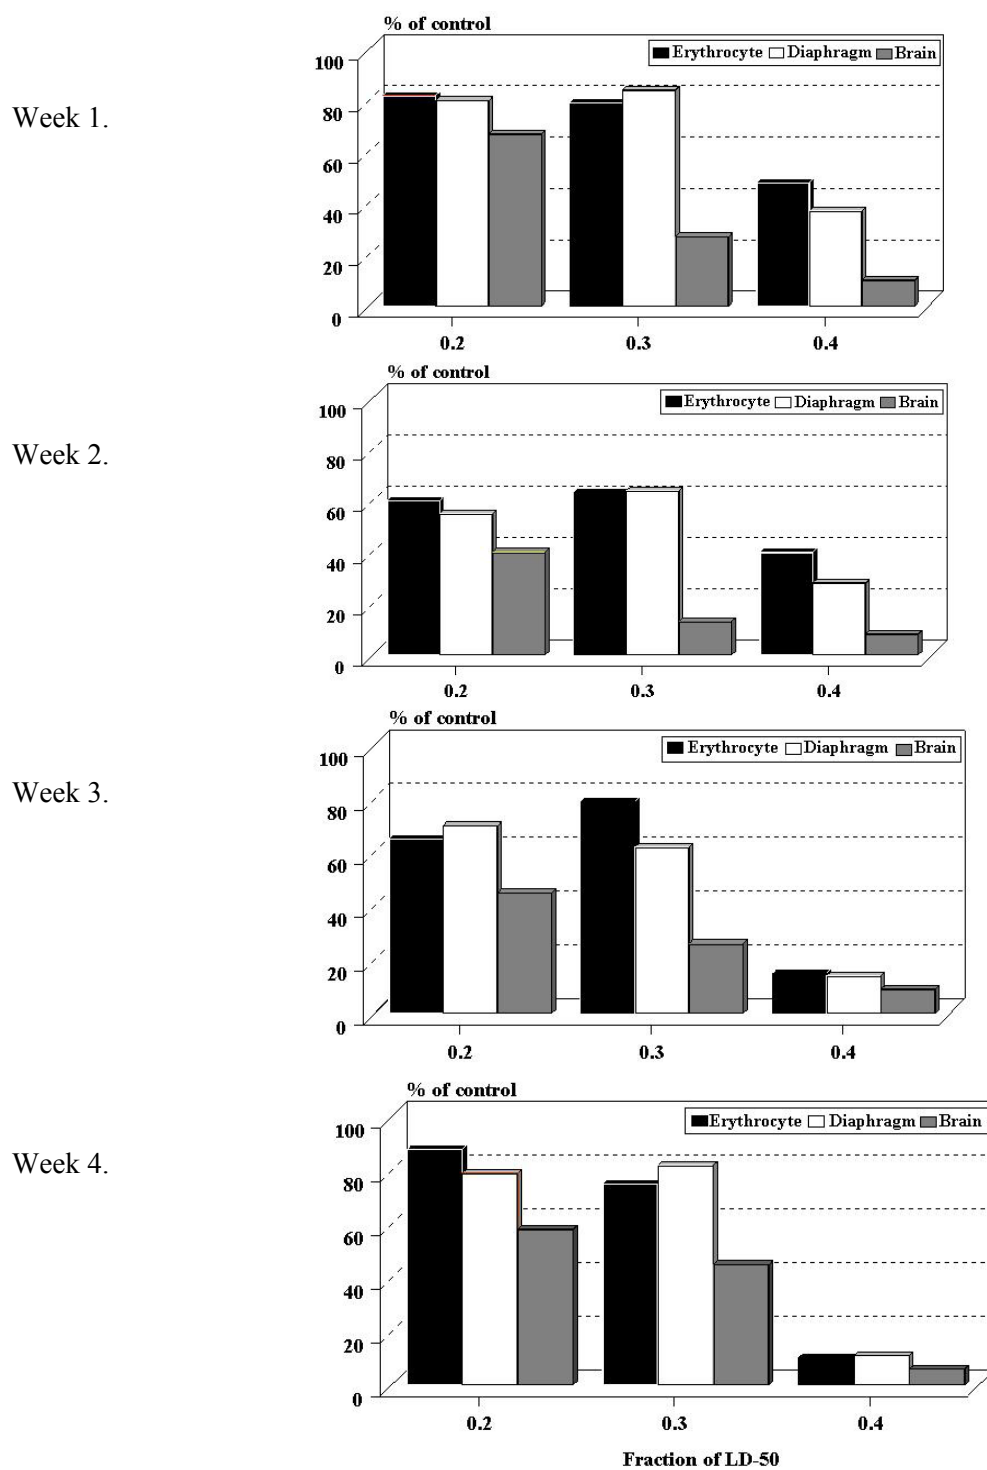 % of control
Erythrocyte Diaphragm Brain
100
Week 1.
80
60
40
20
0
0.2 0.3 0.4
% of control
Erythrocyte Diaphragm Brain
100
Week 2.
80
60
40
20
0
0.2 0.3 0.4
% of control
Erythrocyte Diaphragm Brain
100
Week 3.
80
60
40
20
0
0.2 0.3 0.4
% of control
Erythrocyte Diaphragm Brain
100
Week 4.
80
60
40
20
0
0.2 0.3 0.4
Fraction of LD-50